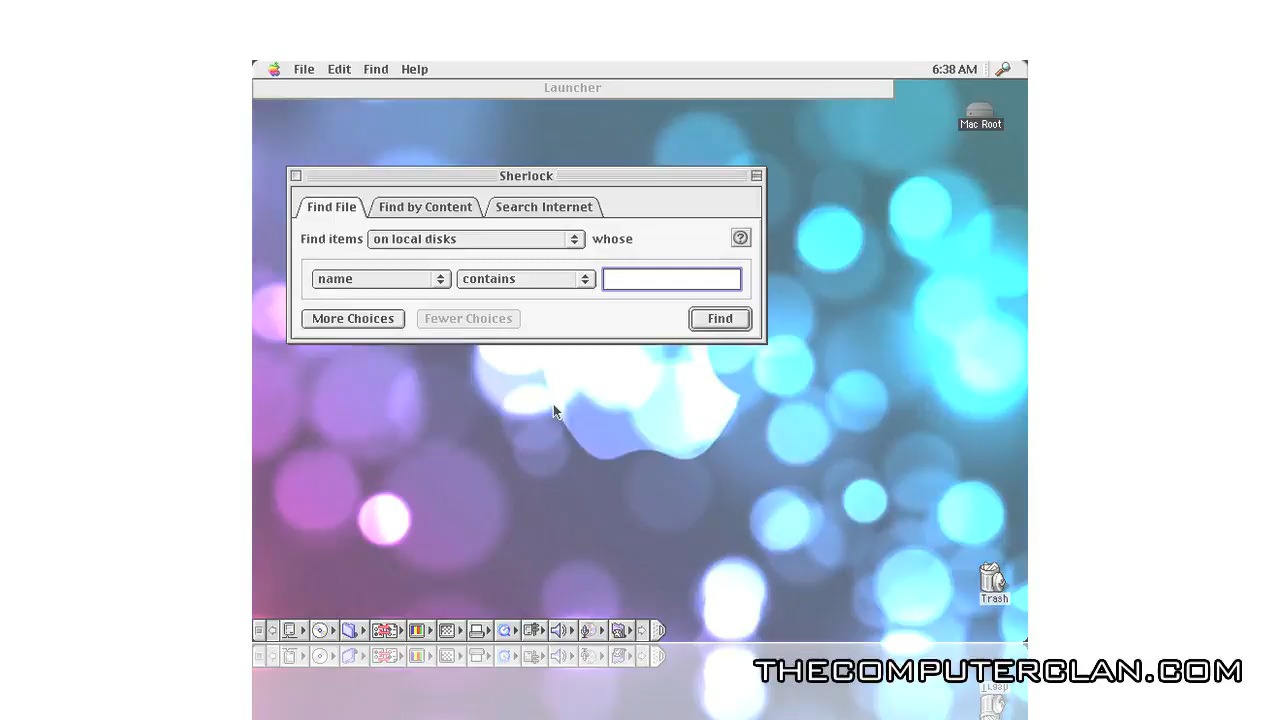 File Edit Find Help 6:38 AM
Launcher
Mac Root
Sherlock
Find File Find by Content Search Internet
Find items on local disks whose ?
name contains
More Choices Fewer Choices Find
Trash
THECOMPUTERCLAN.COM
Trash